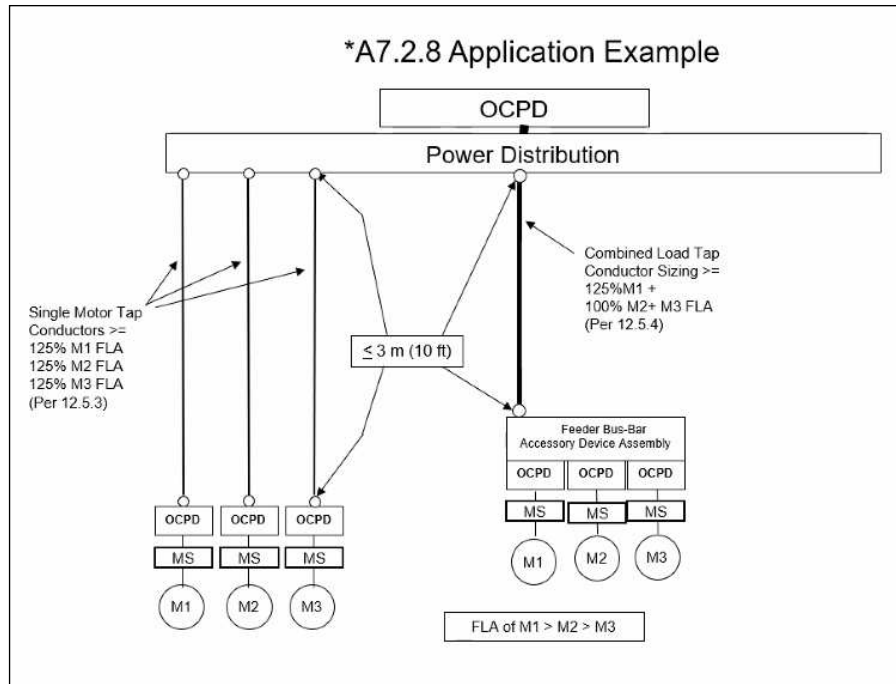 *A7.2.8 Application Example
OCPD
Power Distribution
Combined Load Tap
Conductor Sizing >=
125%M1 +
100% M2+ M3 FLA
(Per 12.5.4)
Single Motor Tap
Conductors >=
125% M1 FLA
125% M2 FLA
125% M3 FLA
(Per 12.5.3)
≤ 3 m (10 ft)
Feeder Bus-Bar
Accessory Device Assembly
OCPD OCPD OCPD
MS MS MS
M1 M2 M3
OCPD OCPD OCPD
MS MS MS
M1 M2 M3
FLA of M1 > M2 > M3